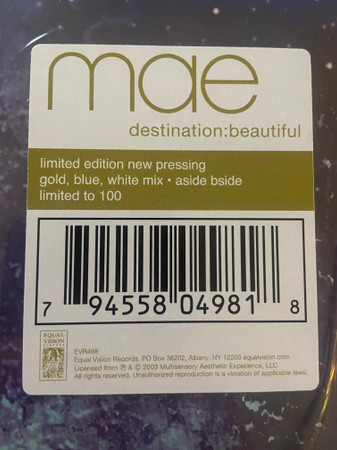 mae
destination:beautiful
limited edition new pressing
gold, blue, white mix • aside bside
limited to 100
7 94558 04981 8
EQUAL
VISION
RECORDS
EVR498
Equal Vision Records, PO Box 38202, Albany, NY 12203 equalvision.com
Licensed from ℗ & © 2003 Multisensory Aesthetic Experience, LLC
All rights reserved. Unauthorized reproduction is a violation of applicable laws.